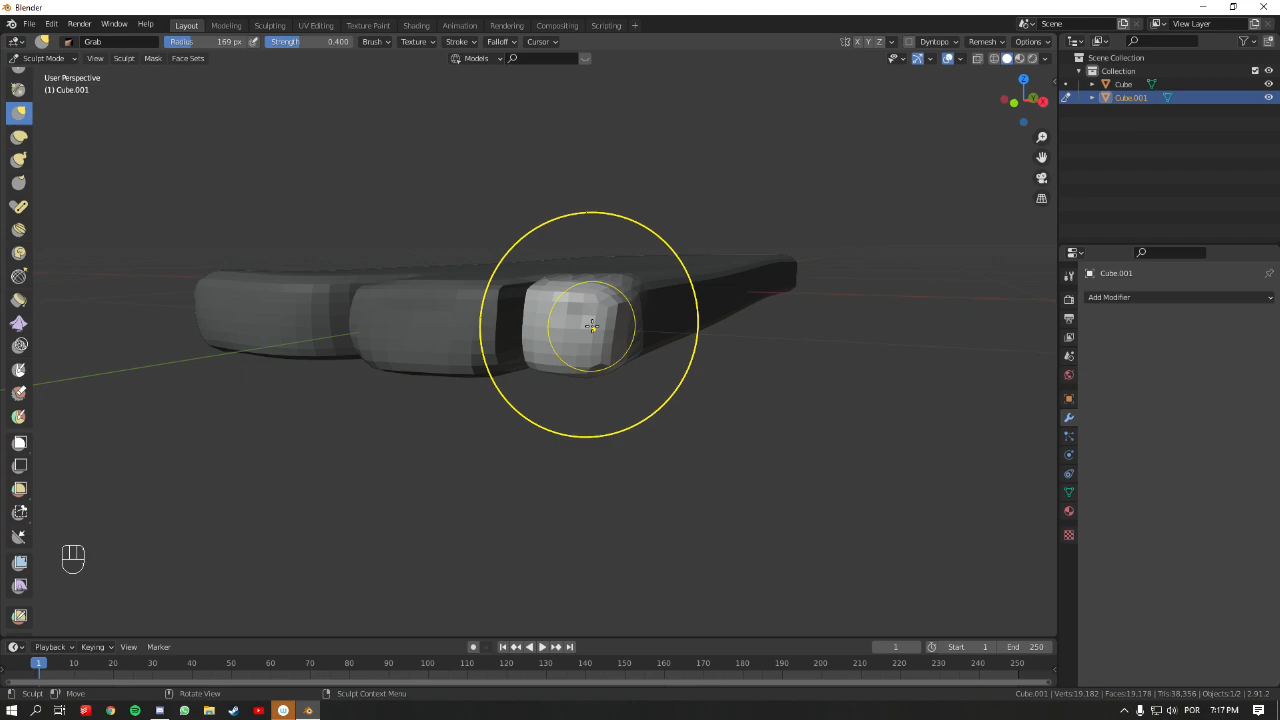 Blender
File Edit Render Window Help Layout Modeling Sculpting UV Editing Texture Paint Shading Animation Rendering Compositing Scripting + Scene View Layer
Grab Radius 169 px Strength 0.400 Brush Texture Stroke Falloff Cursor X Y Z Dyntopo Remesh Options
Sculpt Mode View Sculpt Mask Face Sets Models
Scene Collection
Collection
Cube
Cube.001
User Perspective
(1) Cube.001
Z
Y
X
Cube.001
Add Modifier
Playback Keying View Marker 1 Start 1 End 250
1 10 20 30 40 50 60 70 80 90 100 110 120 130 140 150 160 170 180 190 200 210 220 230 240 250
Sculpt Move Rotate View Sculpt Context Menu Cube.001 | Verts:19,182 | Faces:19,178 | Tris:38,356 | Objects:1/2 | 2.91.2
POR 7:17 PM